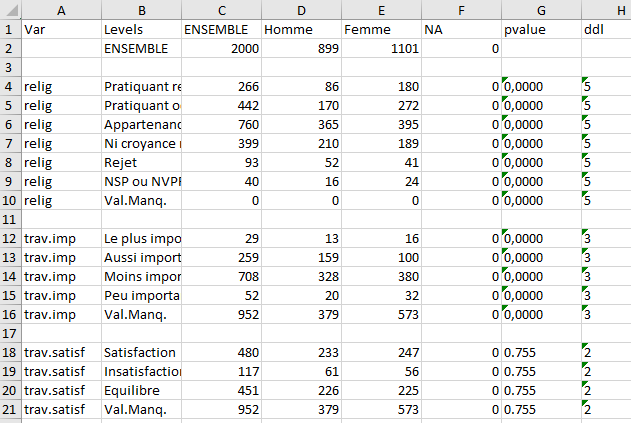 A B C D E F G H
1 Var Levels ENSEMBLE Homme Femme NA pvalue ddl
2 ENSEMBLE 2000 899 1101 0
3
4 relig Pratiquant re 266 86 180 0 0,0000 5
5 relig Pratiquant o 442 170 272 0 0,0000 5
6 relig Appartenanc 760 365 395 0 0,0000 5
7 relig Ni croyance 399 210 189 0 0,0000 5
8 relig Rejet 93 52 41 0 0,0000 5
9 relig NSP ou NVP 40 16 24 0 0,0000 5
10 relig Val.Manq. 0 0 0 0 0,0000 5
11
12 trav.imp Le plus impo 29 13 16 0 0,0000 3
13 trav.imp Aussi import 259 159 100 0 0,0000 3
14 trav.imp Moins impor 708 328 380 0 0,0000 3
15 trav.imp Peu importa 52 20 32 0 0,0000 3
16 trav.imp Val.Manq. 952 379 573 0 0,0000 3
17
18 trav.satisf Satisfaction 480 233 247 0 0.755 2
19 trav.satisf Insatisfaction 117 61 56 0 0.755 2
20 trav.satisf Equilibre 451 226 225 0 0.755 2
21 trav.satisf Val.Manq. 952 379 573 0 0.755 2